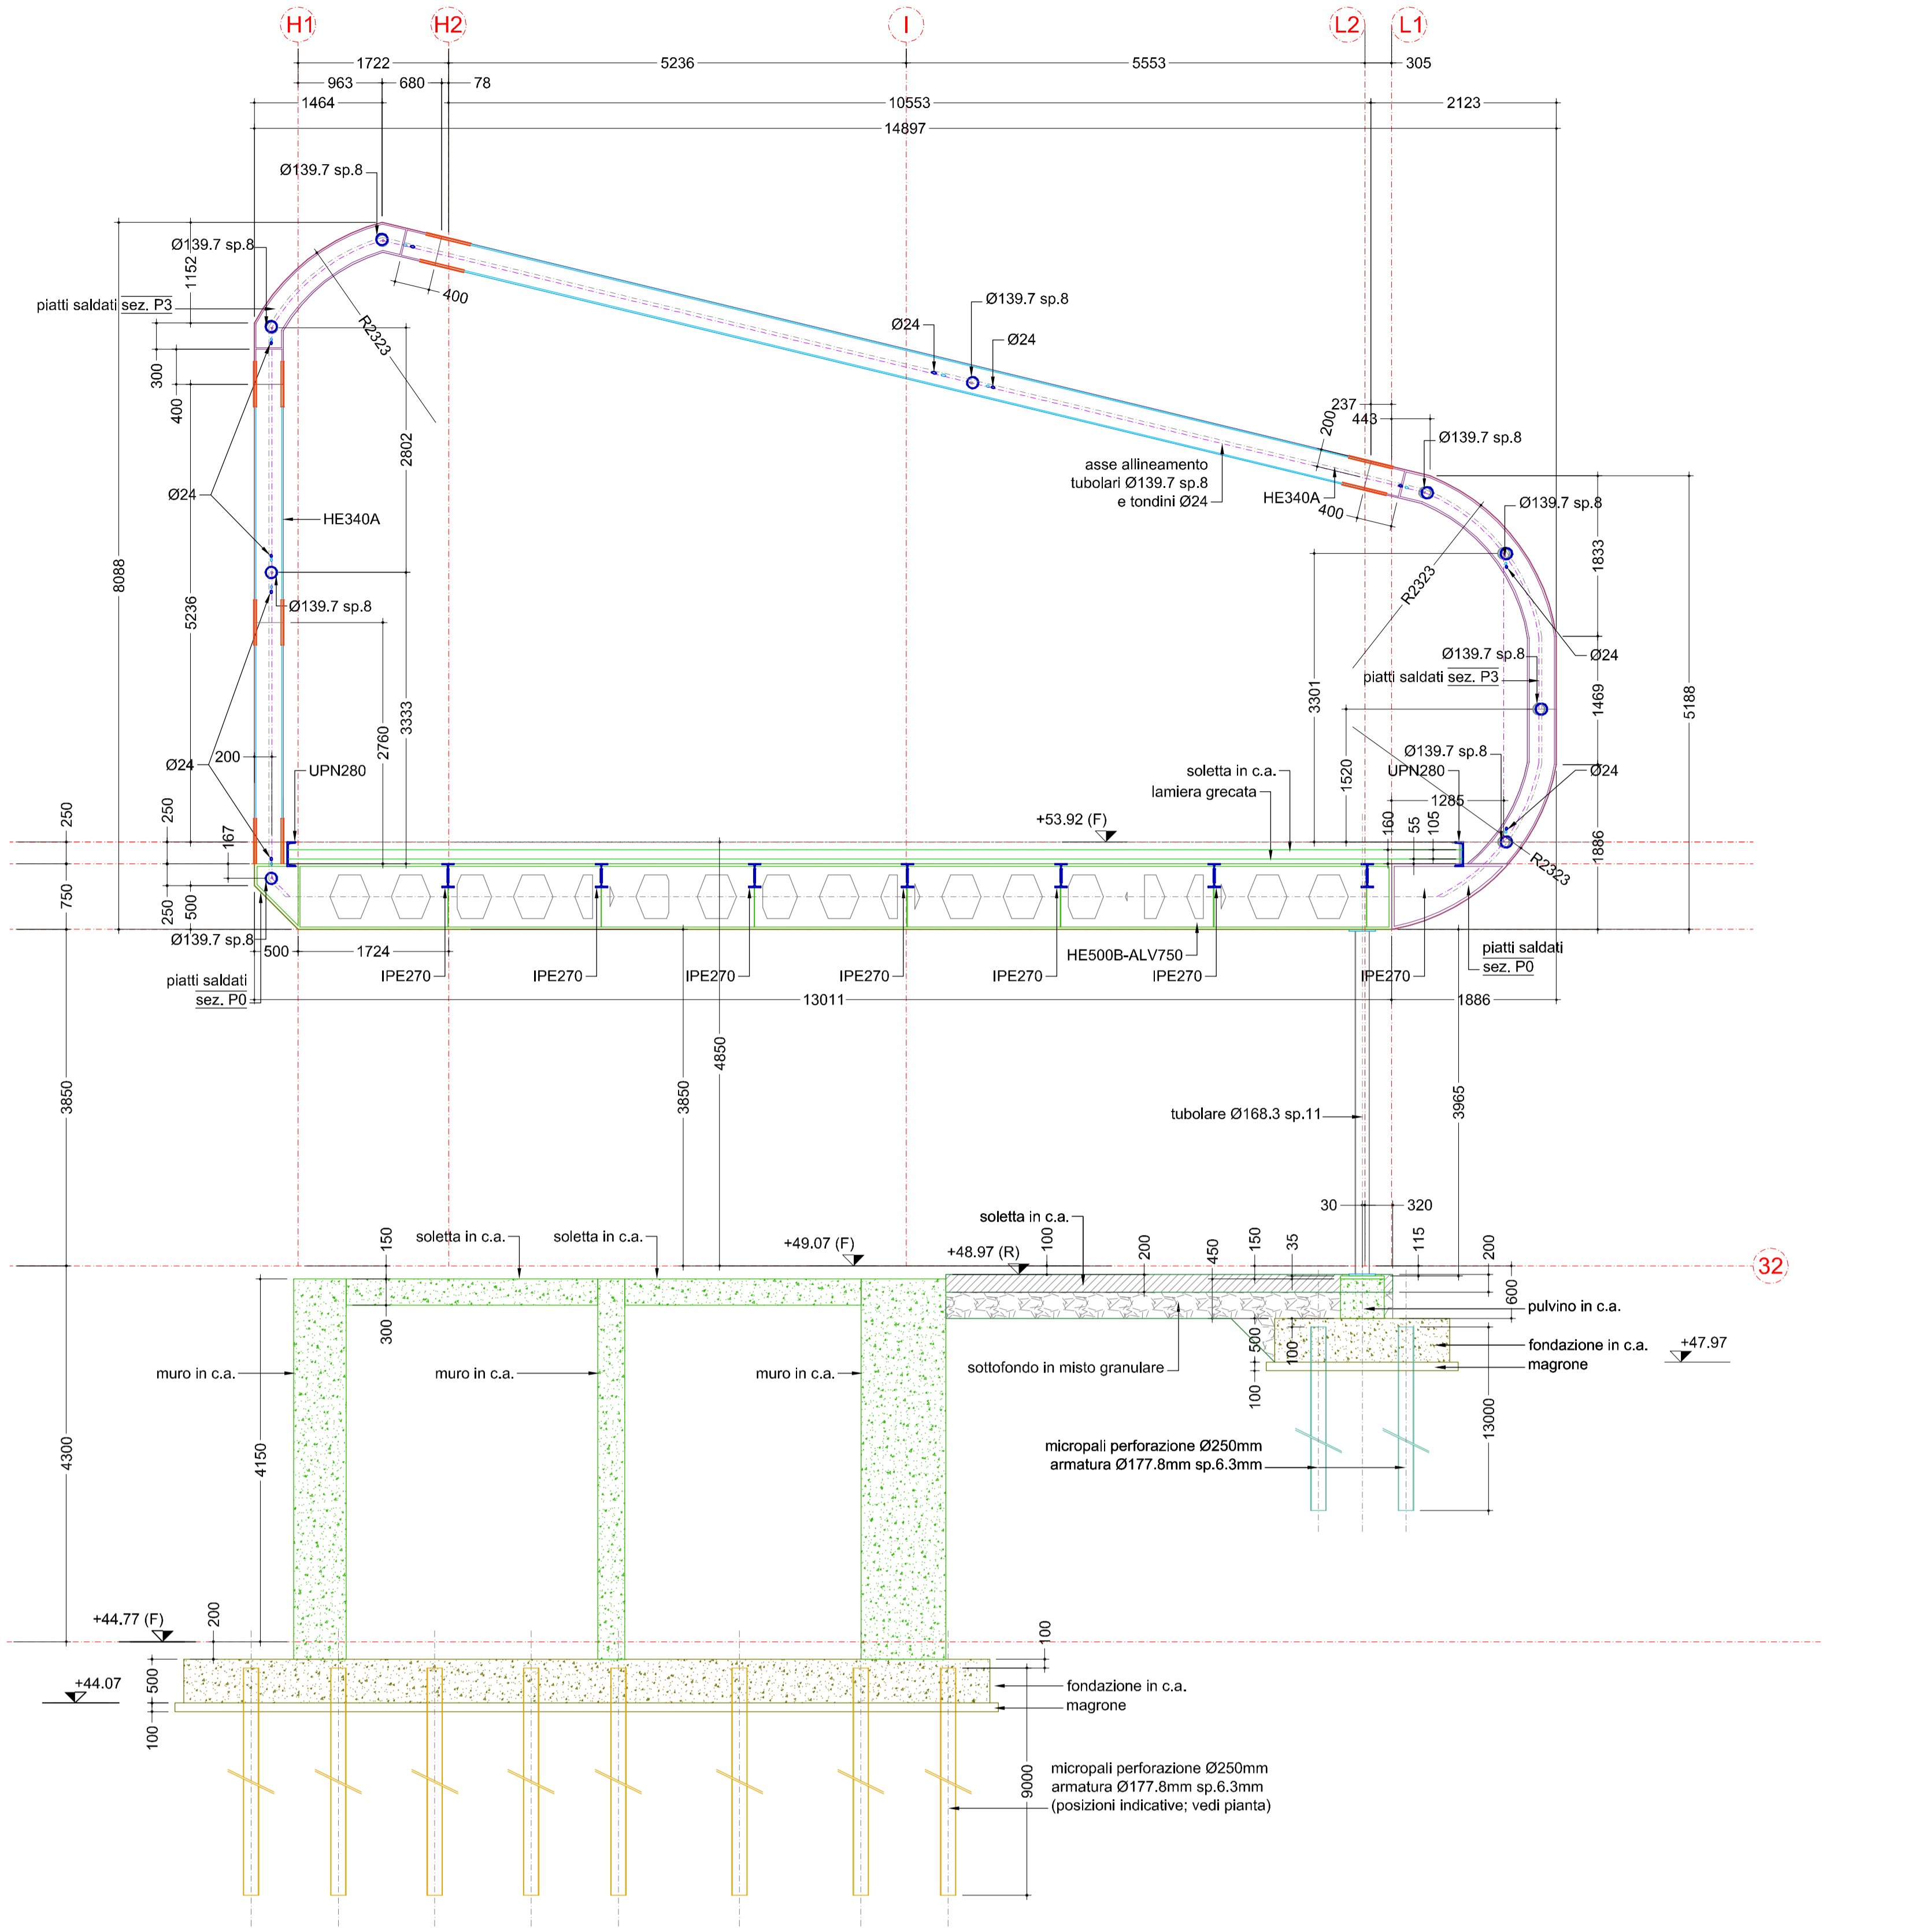 H1
H2
I
L2
L1
1722
5236
5553
305
963
680
78
1464
10553
2123
14897
Ø139.7 sp.8
Ø139.7 sp.8
1152
piatti saldati sez. P3
400
R2323
Ø139.7 sp.8
Ø24
Ø24
300
400
237
443
200
Ø139.7 sp.8
2802
asse allineamento
tubolari Ø139.7 sp.8
e tondini Ø24
HE340A
400
Ø139.7 sp.8
Ø24
HE340A
8088
5236
1833
R2323
Ø139.7 sp.8
Ø139.7 sp.8
Ø24
piatti saldati sez. P3
3301
1469
5188
2760
3333
200
Ø24
UPN280
1520
Ø139.7 sp.8
soletta in c.a.
UPN280
Ø24
lamiera grecata
1285
250
250
167
+53.92 (F)
160
55
105
1886
R2323
750
250
500
Ø139.7 sp.8
500
1724
piatti saldati
sez. P0
IPE270
IPE270
IPE270
IPE270
IPE270
HE500B-ALV750
IPE270
IPE270
piatti saldati
sez. P0
13011
1886
4850
3850
3850
3965
tubolare Ø168.3 sp.11
30
320
soletta in c.a.
soletta in c.a.
soletta in c.a.
150
+49.07 (F)
+48.97 (R)
100
200
450
150
35
115
200
32
600
300
pulvino in c.a.
500
100
fondazione in c.a.
+47.97
magrone
muro in c.a.
muro in c.a.
muro in c.a.
sottofondo in misto granulare
100
13000
4300
4150
micropali perforazione Ø250mm
armatura Ø177.8mm sp.6.3mm
+44.77 (F)
200
100
+44.07
500
fondazione in c.a.
magrone
100
9000
micropali perforazione Ø250mm
armatura Ø177.8mm sp.6.3mm
(posizioni indicative; vedi pianta)